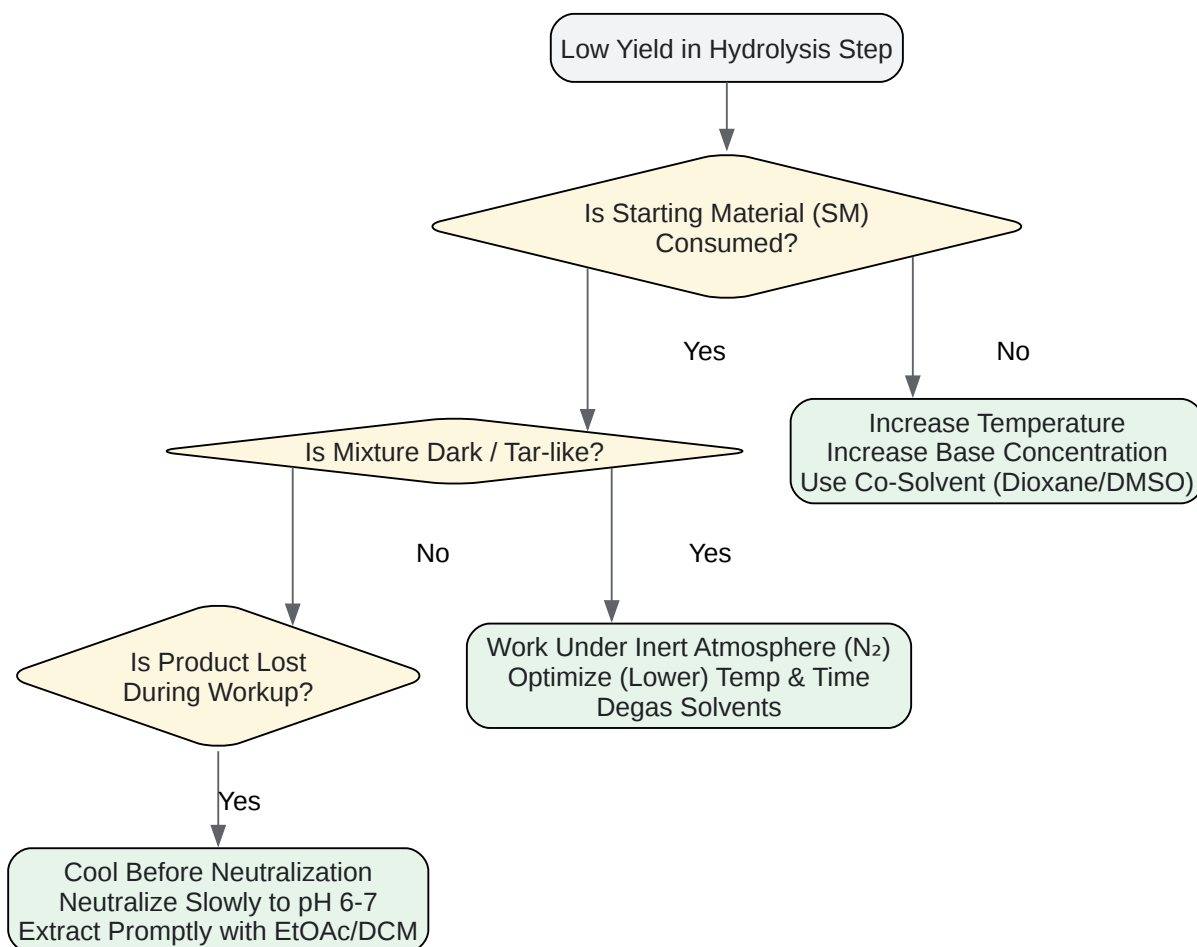 Low Yield in Hydrolysis Step
Is Starting Material (SM)
Consumed?
Yes
No
Increase Temperature
Increase Base Concentration
Use Co-Solvent (Dioxane/DMSO)
Is Mixture Dark / Tar-like?
No
Yes
Is Product Lost
During Workup?
Work Under Inert Atmosphere (N₂)
Optimize (Lower) Temp & Time
Degas Solvents
Yes
Cool Before Neutralization
Neutralize Slowly to pH 6-7
Extract Promptly with EtOAc/DCM